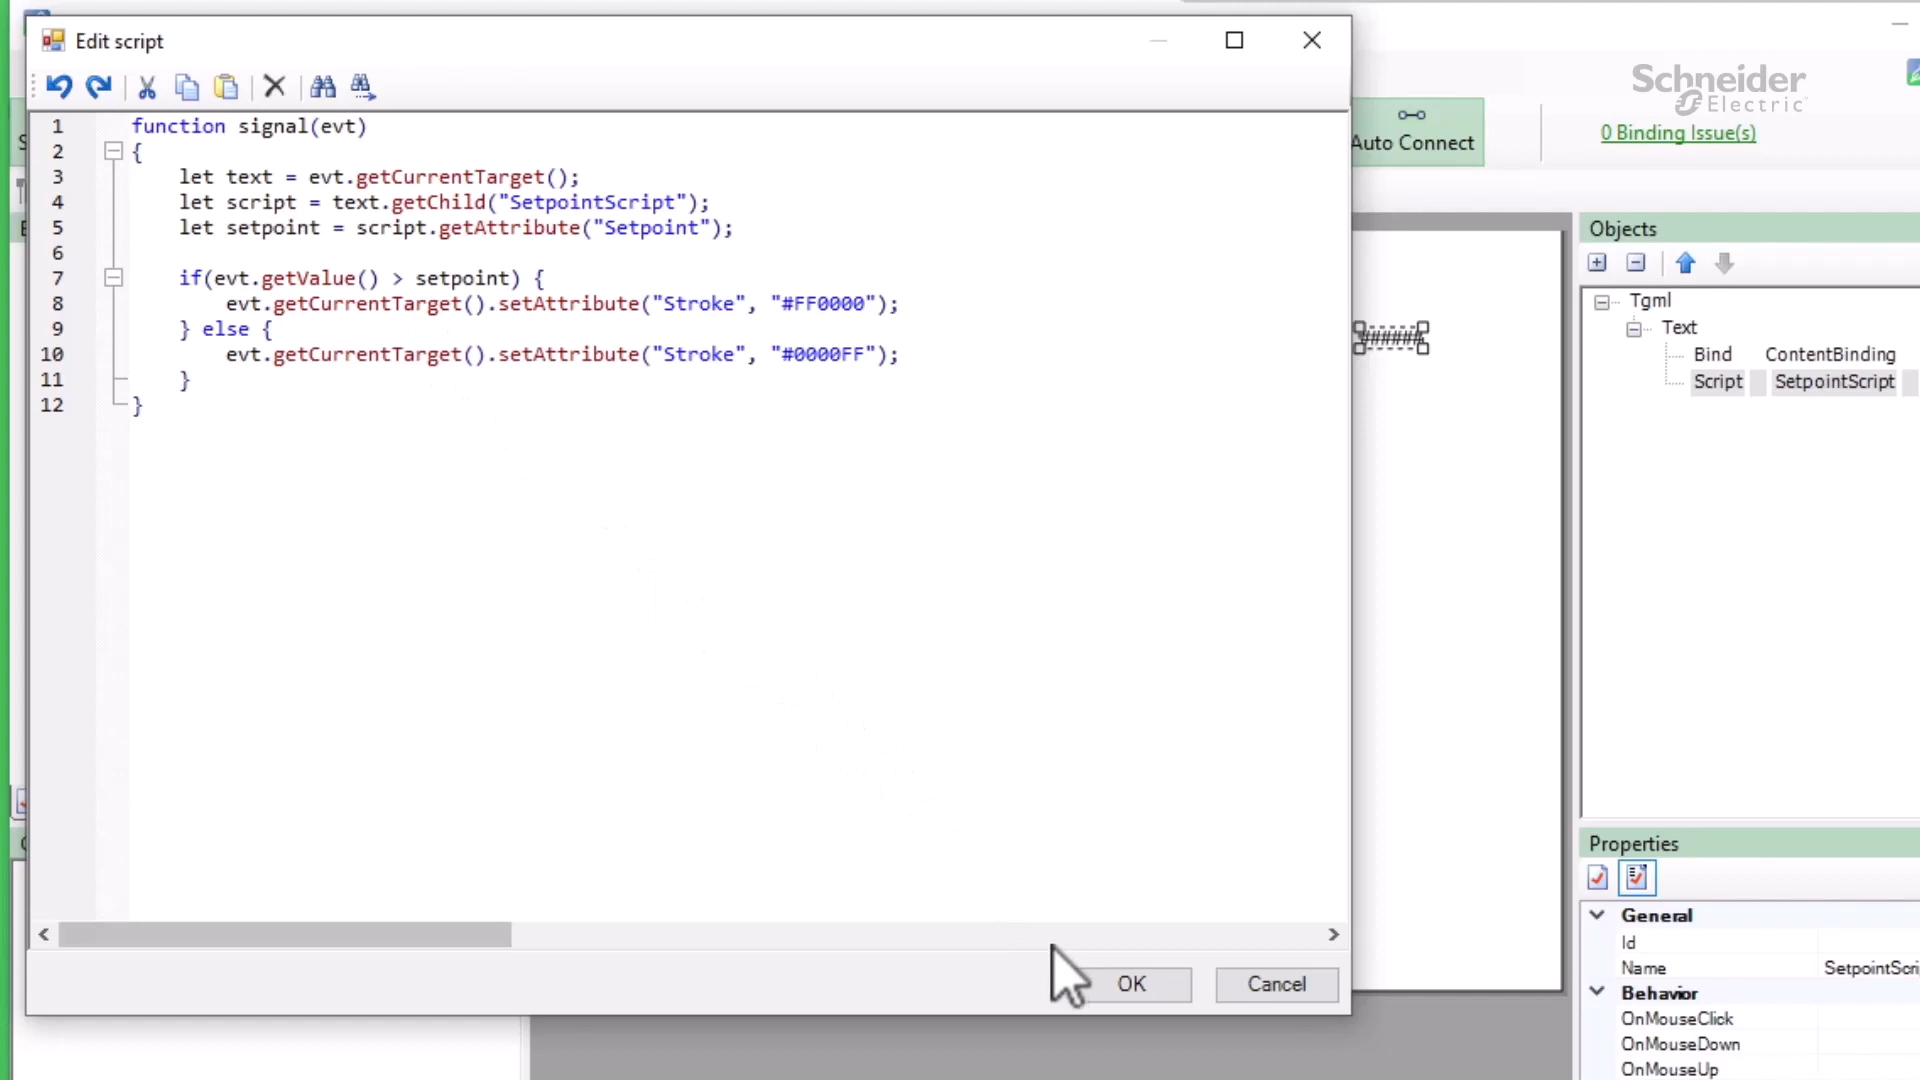 Edit script
Schneider
Electric
Auto Connect
0 Binding Issue(s)
1 function signal(evt)
2 {
3 let text = evt.getCurrentTarget();
4 let script = text.getChild("SetpointScript");
5 let setpoint = script.getAttribute("Setpoint");
6
7 if(evt.getValue() > setpoint) {
8 evt.getCurrentTarget().setAttribute("Stroke", "#FF0000");
9 } else {
10 evt.getCurrentTarget().setAttribute("Stroke", "#0000FF");
11 }
12 }
OK
Cancel
######
Objects
Tgml
Text
Bind ContentBinding
Script SetpointScript
Properties
General
Id
Name SetpointScri
Behavior
OnMouseClick
OnMouseDown
OnMouseUp